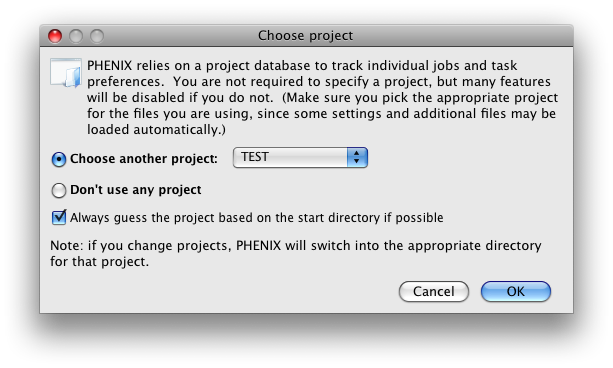 Choose project
PHENIX relies on a project database to track individual jobs and task
preferences.  You are not required to specify a project, but many features
will be disabled if you do not.  (Make sure you pick the appropriate project
for the files you are using, since some settings and additional files may be
loaded automatically.)
Choose another project: TEST
Don't use any project
Always guess the project based on the start directory if possible
Note: if you change projects, PHENIX will switch into the appropriate directory
for that project.
Cancel OK